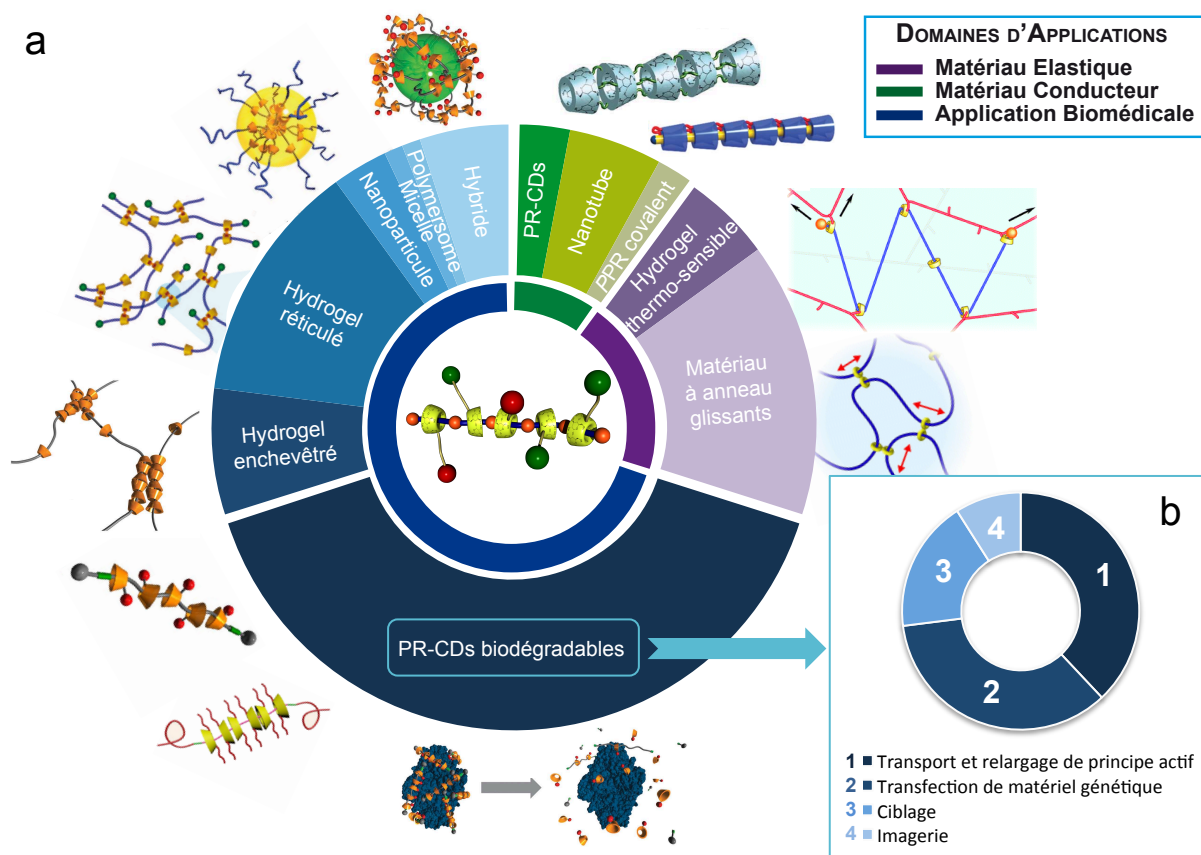 a
DOMAINES D'APPLICATIONS
Matériau Elastique
Matériau Conducteur
Application Biomédicale
Hydrogel
enchevêtré
Hydrogel
réticulé
Nanoparticule
Micelle
Polymersome
Hybride
PR-CDs
Nanotube
PPR covalent
Hydrogel
thermo-sensible
Matériau
à anneau
glissants
PR-CDs biodégradables
b
1
2
3
4
1 Transport et relargage de principe actif
2 Transfection de matériel génétique
3 Ciblage
4 Imagerie